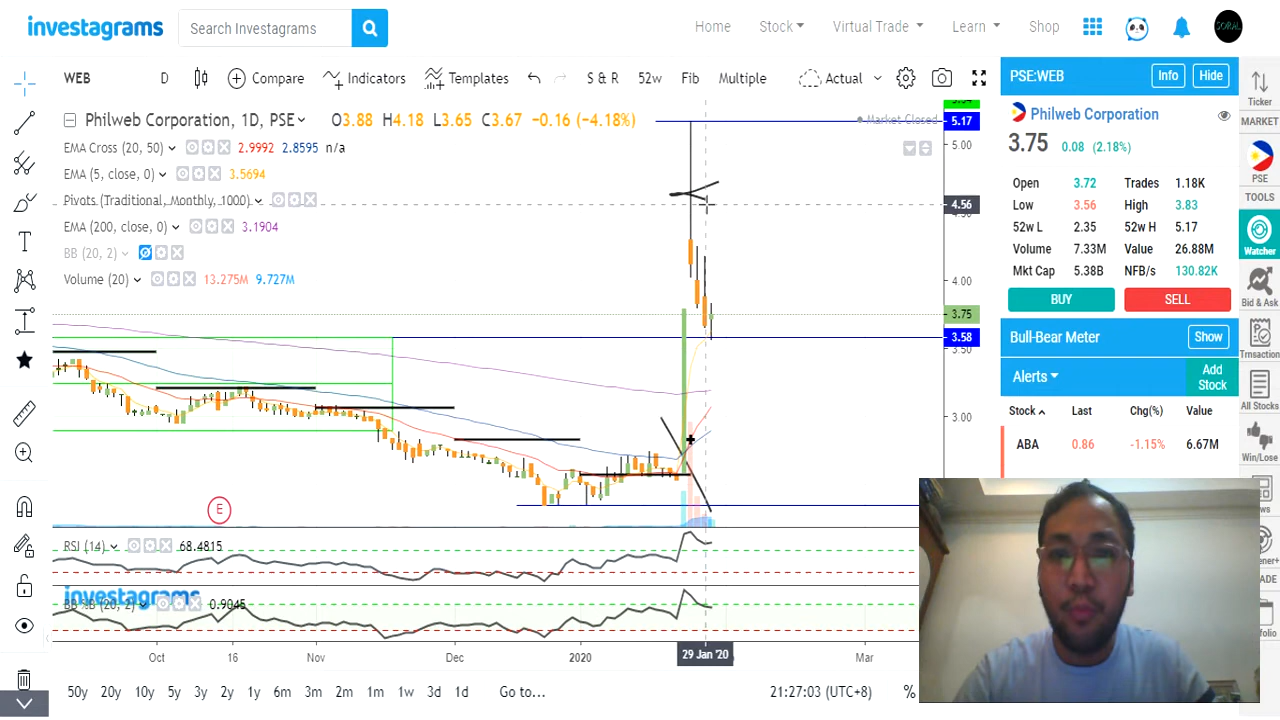 investagrams
Search Investagrams
Home
Stock
Virtual Trade
Learn
Shop
WEB
D
Compare
Indicators
Templates
S & R
52w
Fib
Multiple
Actual
Philweb Corporation, 1D, PSE
O3.88 H4.18 L3.65 C3.67 −0.16 (−4.18%)
Market Closed
EMA Cross (20, 50) 2.9992 2.8595 n/a
EMA (5, close, 0) 3.5694
Pivots (Traditional, Monthly, 1000)
EMA (200, close, 0) 3.1904
BB (20, 2)
Volume (20) 13.275M 9.727M
5.17
5.00
4.56
4.00
3.75
3.58
3.50
3.00
E
RSI (14) 68.4815
investagrams
BB %B (20, 2) 0.9045
Oct
16
Nov
Dec
2020
29 Jan '20
Mar
50y 20y 10y 5y 3y 2y 1y 6m 3m 2m 1m 1w 3d 1d Go to...
21:27:03 (UTC+8)
%
PSE:WEB
Info
Hide
Philweb Corporation
3.75 0.08 (2.18%)
Open 3.72 Trades 1.18K
Low 3.56 High 3.83
52w L 2.35 52w H 5.17
Volume 7.33M Value 26.88M
Mkt Cap 5.38B NFB/s 130.82K
BUY
SELL
Bull-Bear Meter
Show
Alerts
Add
Stock
Stock Last Chg(%) Value
ABA 0.86 -1.15% 6.67M
Ticker
MARKET
PSE
TOOLS
Watcher
Bid & Ask
Trnsaction
All Stocks
Win/Lose